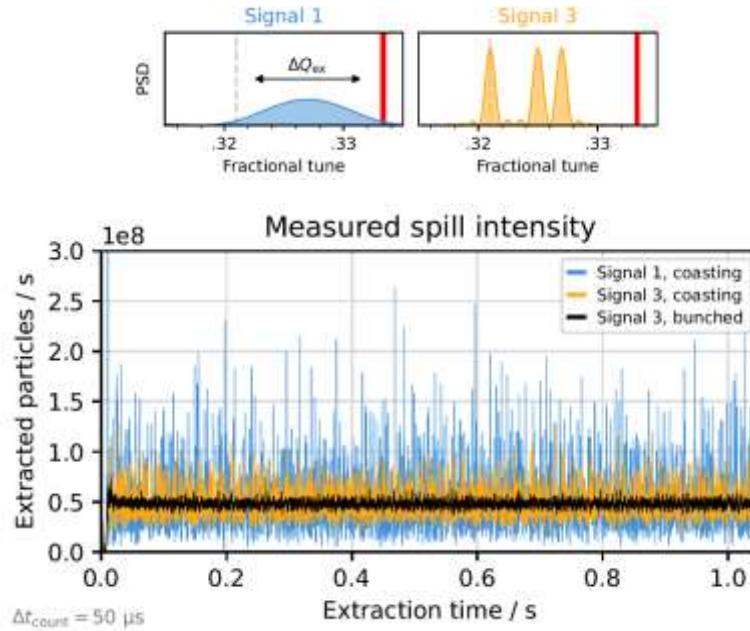 Signal 1
Signal 3
PSD
ΔQex
.32
.33
Fractional tune
.32
.33
Fractional tune
Measured spill intensity
1e8
3.0
2.5
2.0
1.5
1.0
0.5
0.0
Extracted particles / s
Signal 1, coasting
Signal 3, coasting
Signal 3, bunched
0.0
0.2
0.4
0.6
0.8
1.0
Extraction time / s
Δtcount = 50 µs